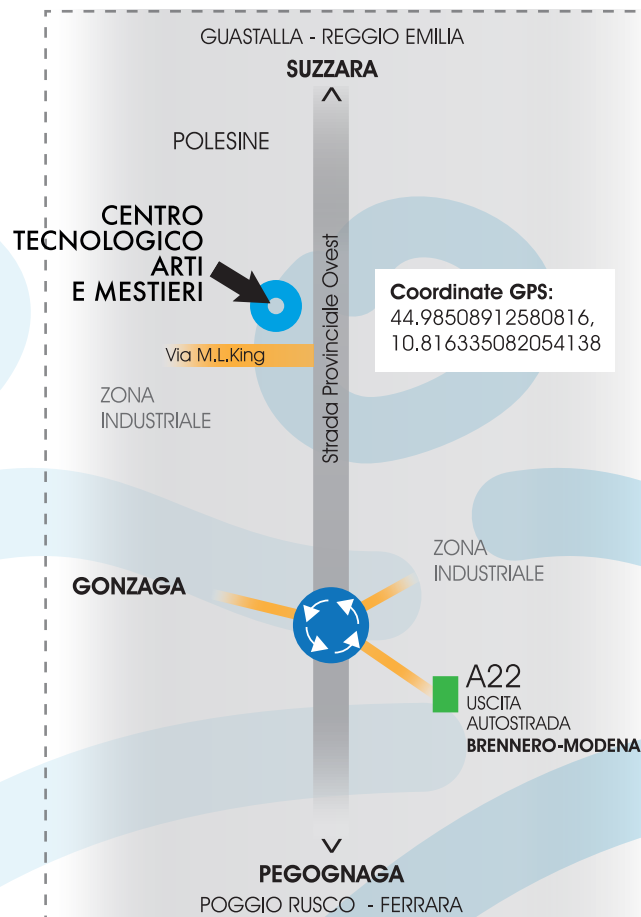 GUASTALLA - REGGIO EMILIA
SUZZARA
POLESINE
CENTRO
TECNOLOGICO
ARTI
E MESTIERI
Strada Provinciale Ovest
Coordinate GPS:
44.98508912580816,
10.816335082054138
Via M.L.King
ZONA
INDUSTRIALE
ZONA
INDUSTRIALE
GONZAGA
A22
USCITA
AUTOSTRADA
BRENNERO-MODENA
PEGOGNAGA
POGGIO RUSCO - FERRARA